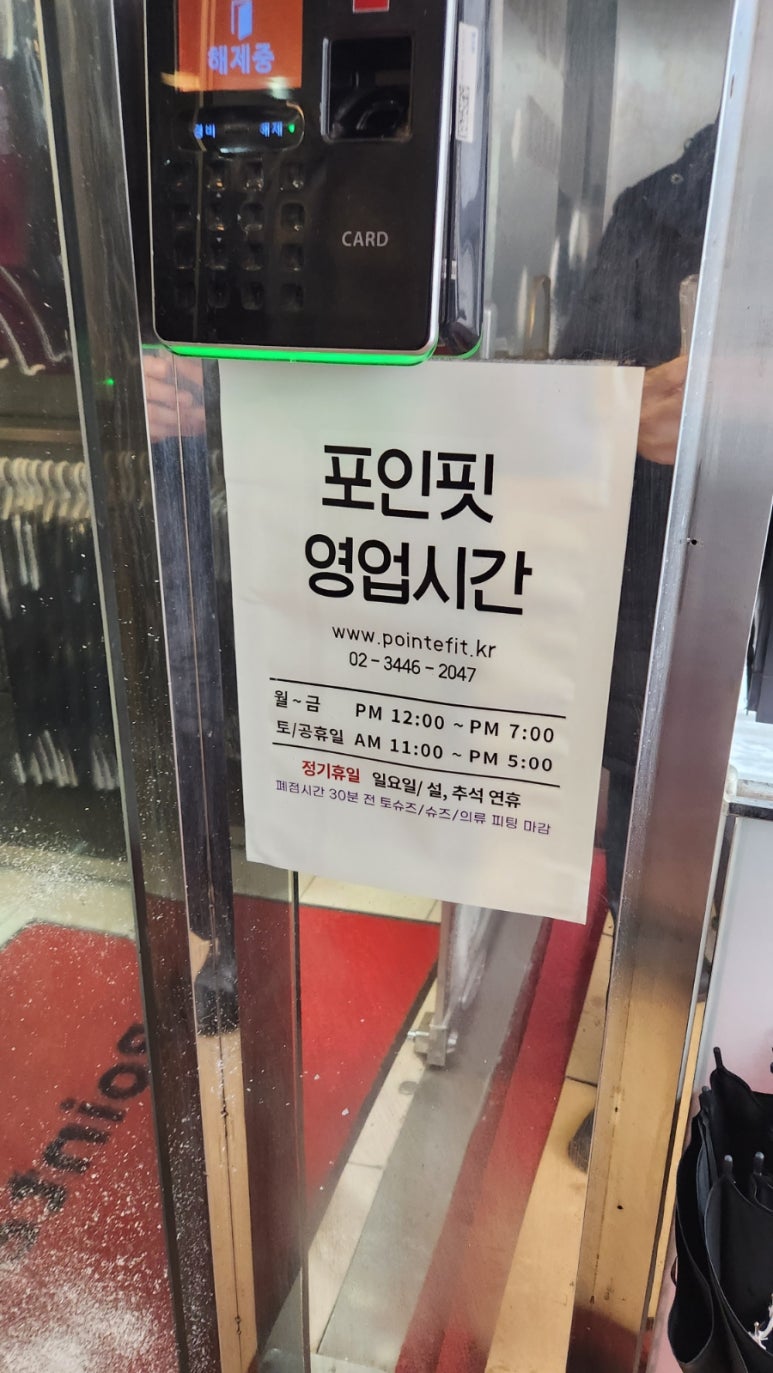 해제중
경비 해제
CARD
포인핏
영업시간
www.pointefit.kr
02-3446-2047
월~금 PM 12:00 ~ PM 7:00
토/공휴일 AM 11:00 ~ PM 5:00
정기휴일 일요일/ 설, 추석 연휴
폐점시간 30분 전 토슈즈/슈즈/의류 피팅 마감